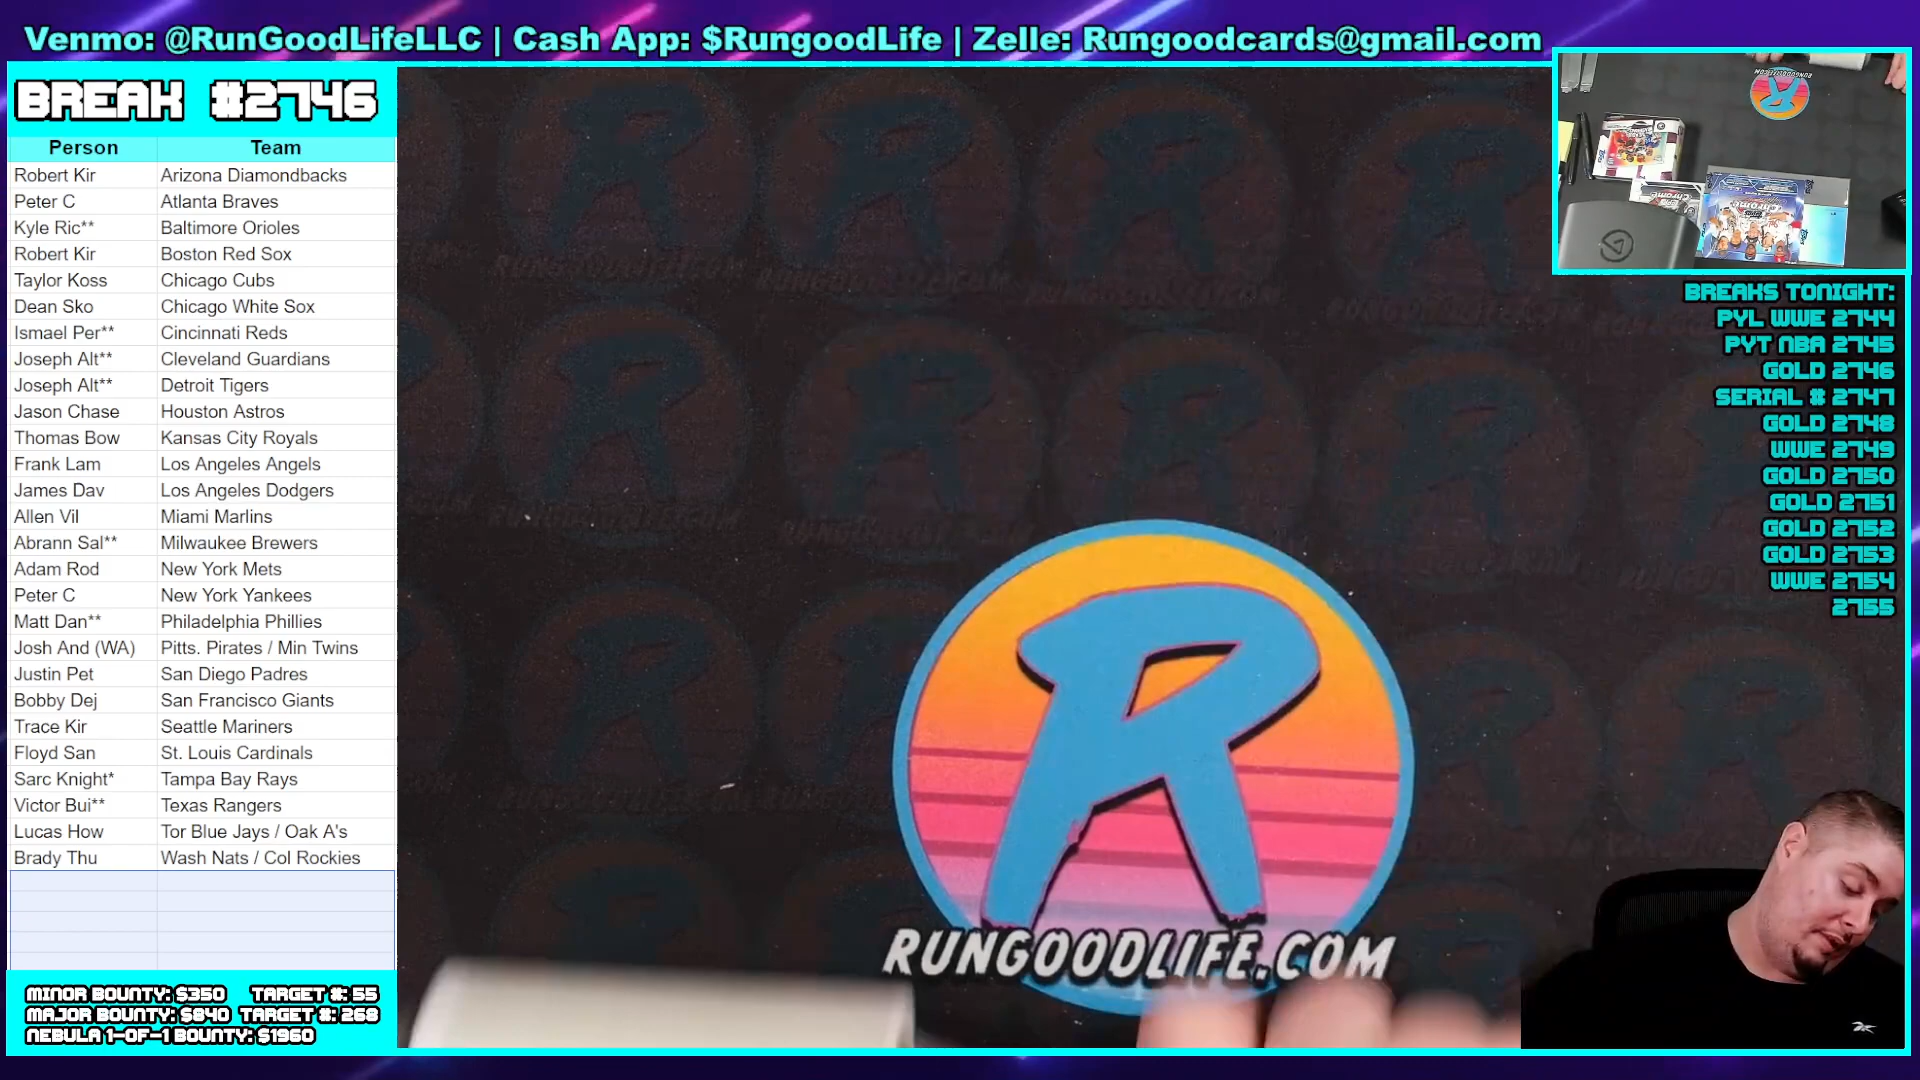 Venmo: @RunGoodLifeLLC | Cash App: $RungoodLife | Zelle: Rungoodcards@gmail.com
BREAK #2746
Person Team
Robert Kir Arizona Diamondbacks
Peter C Atlanta Braves
Kyle Ric** Baltimore Orioles
Robert Kir Boston Red Sox
Taylor Koss Chicago Cubs
Dean Sko Chicago White Sox
Ismael Per** Cincinnati Reds
Joseph Alt** Cleveland Guardians
Joseph Alt** Detroit Tigers
Jason Chase Houston Astros
Thomas Bow Kansas City Royals
Frank Lam Los Angeles Angels
James Dav Los Angeles Dodgers
Allen Vil Miami Marlins
Abrann Sal** Milwaukee Brewers
Adam Rod New York Mets
Peter C New York Yankees
Matt Dan** Philadelphia Phillies
Josh And (WA) Pitts. Pirates / Min Twins
Justin Pet San Diego Padres
Bobby Dej San Francisco Giants
Trace Kir Seattle Mariners
Floyd San St. Louis Cardinals
Sarc Knight* Tampa Bay Rays
Victor Bui** Texas Rangers
Lucas How Tor Blue Jays / Oak A's
Brady Thu Wash Nats / Col Rockies
MINOR BOUNTY: $350 TARGET #: 55
MAJOR BOUNTY: $840 TARGET #: 268
NEBULA 1-OF-1 BOUNTY: $1960
R
RUNGOODLIFE.COM
BREAKS TONIGHT:
PYL WWE 2744
PYT NBA 2745
GOLD 2746
SERIAL # 2747
GOLD 2748
WWE 2749
GOLD 2750
GOLD 2751
GOLD 2752
GOLD 2753
WWE 2754
2755